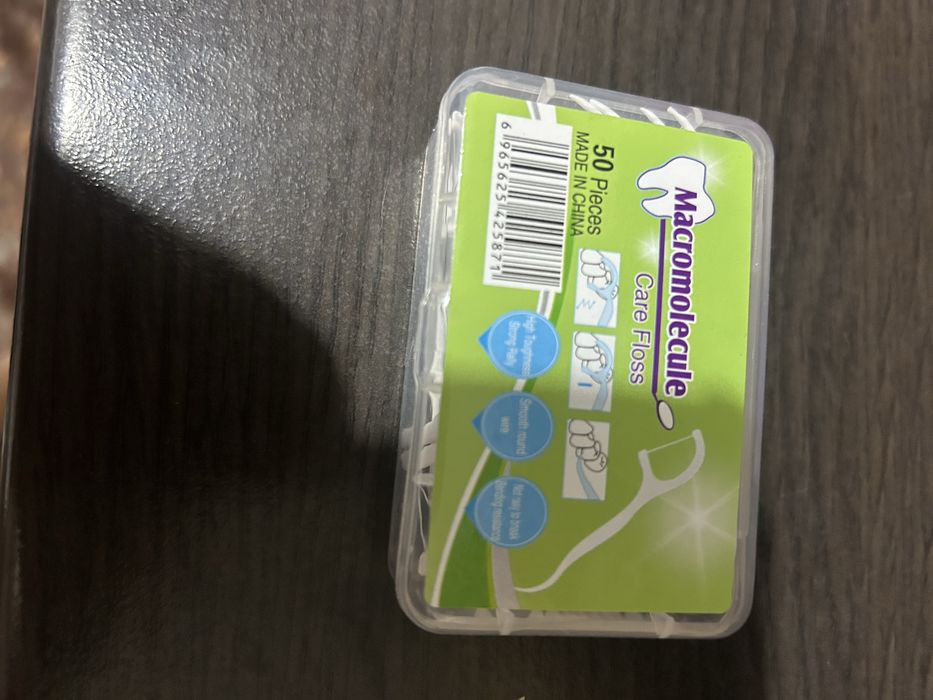 Macromolecule
Care Floss
50 Pieces
MADE IN CHINA
6 965625 425871
High Toughness
Strong Rally
Smooth round
wire
Not easy to break
Bending resistance